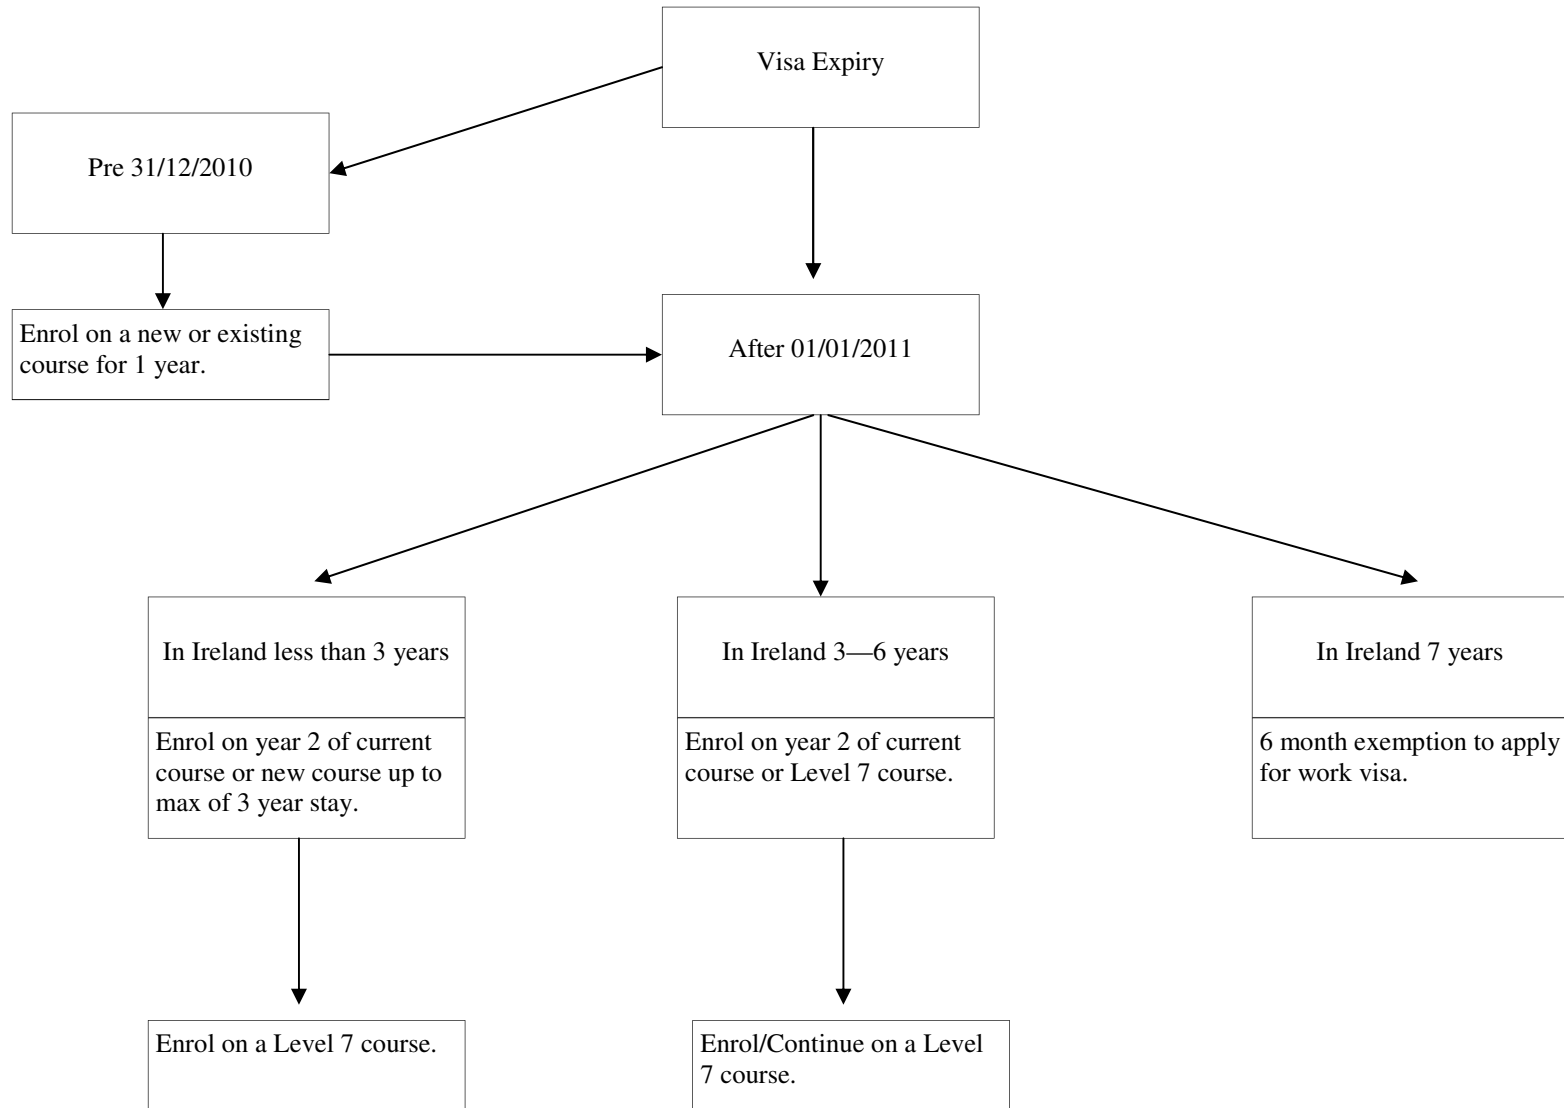 Visa Expiry
Pre 31/12/2010
Enrol on a new or existing
course for 1 year.
After 01/01/2011
In Ireland less than 3 years
Enrol on year 2 of current
course or new course up to
max of 3 year stay.
Enrol on a Level 7 course.
In Ireland 3—6 years
Enrol on year 2 of current
course or Level 7 course.
Enrol/Continue on a Level
7 course.
In Ireland 7 years
6 month exemption to apply
for work visa.